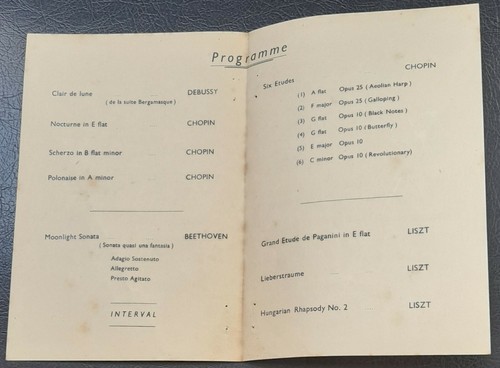 Programme
Clair de lune DEBUSSY
( de la suite Bergamasque )
Nocturne in E flat CHOPIN
Scherzo in B flat minor CHOPIN
Polonaise in A minor CHOPIN
Moonlight Sonata BEETHOVEN
( Sonata quasi una fantasia )
Adagio Sostenuto
Allegretto
Presto Agitato
INTERVAL
CHOPIN
Six Etudes
(1) A flat Opus 25 ( Aeolian Harp )
(2) F major Opus 25 ( Galloping )
(3) G flat Opus 10 ( Black Notes )
(4) G flat Opus 10 ( Butterfly )
(5) E major Opus 10
(6) C minor Opus 10 ( Revolutionary )
Grand Étude de Paganini in E flat LISZT
Lieberstraume LISZT
Hungarian Rhapsody No. 2 LISZT